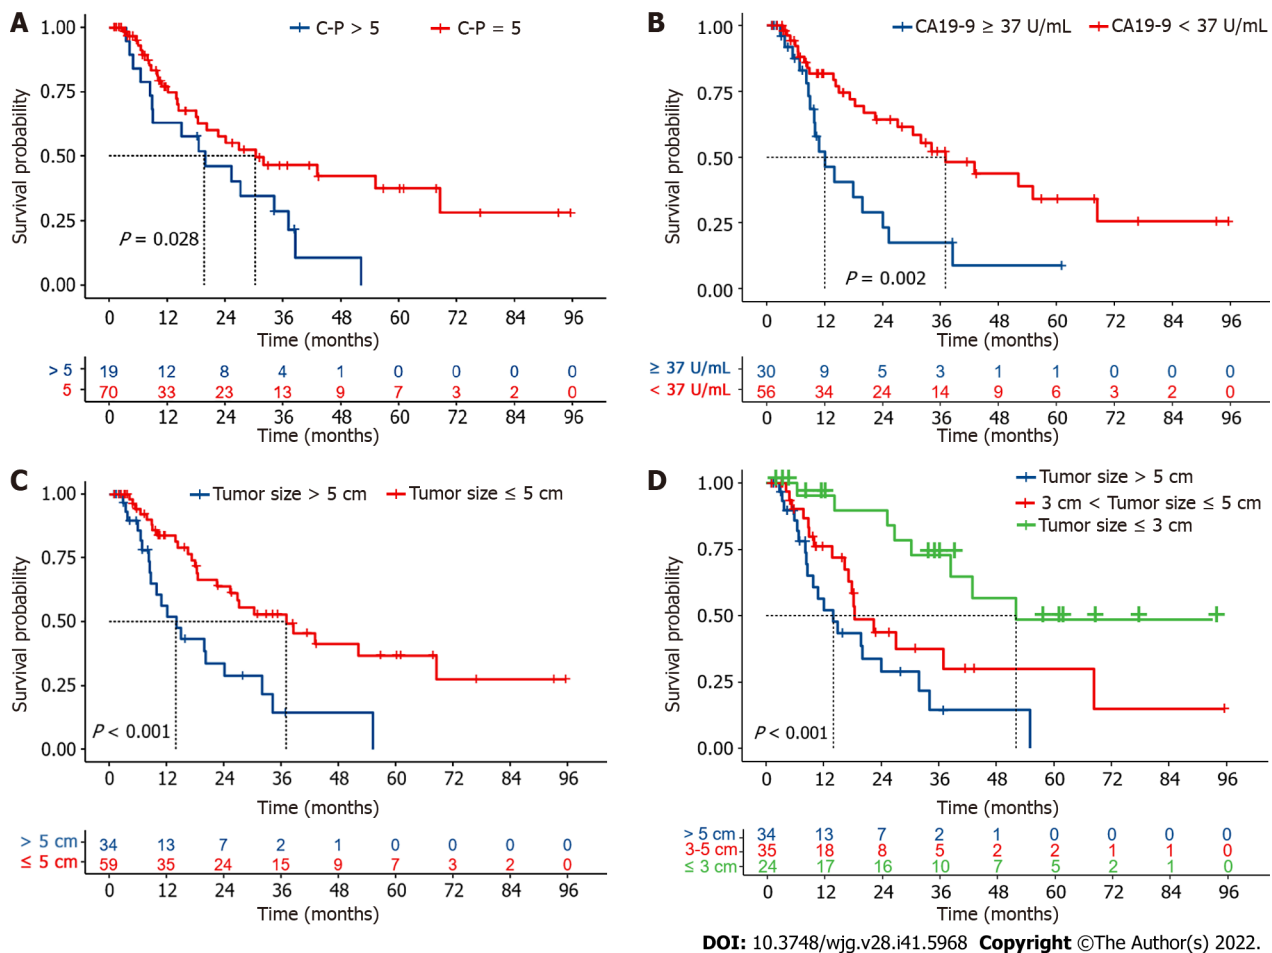 A
C-P > 5
C-P = 5
1.00
0.75
0.50
0.25
0.00
Survival probability
P = 0.028
0 12 24 36 48 60 72 84 96
Time (months)
> 5 19 12 8 4 1 0 0 0 0
5 70 33 23 13 9 7 3 2 0
0 12 24 36 48 60 72 84 96
Time (months)
B
CA19-9 ≥ 37 U/mL
CA19-9 < 37 U/mL
1.00
0.75
0.50
0.25
0.00
Survival probability
P = 0.002
0 12 24 36 48 60 72 84 96
Time (months)
≥ 37 U/mL 30 9 5 3 1 1 0 0 0
< 37 U/mL 56 34 24 14 9 6 3 2 0
0 12 24 36 48 60 72 84 96
Time (months)
C
Tumor size > 5 cm
Tumor size ≤ 5 cm
1.00
0.75
0.50
0.25
0.00
Survival probability
P < 0.001
0 12 24 36 48 60 72 84 96
Time (months)
> 5 cm 34 13 7 2 1 0 0 0 0
≤ 5 cm 59 35 24 15 9 7 3 2 0
0 12 24 36 48 60 72 84 96
Time (months)
D
Tumor size > 5 cm
3 cm < Tumor size ≤ 5 cm
Tumor size ≤ 3 cm
1.00
0.75
0.50
0.25
0.00
Survival probability
P < 0.001
0 12 24 36 48 60 72 84 96
Time (months)
> 5 cm 34 13 7 2 1 0 0 0 0
3-5 cm 35 18 8 5 2 2 1 1 0
≤ 3 cm 24 17 16 10 7 5 2 1 0
0 12 24 36 48 60 72 84 96
Time (months)
DOI: 10.3748/wjg.v28.i41.5968 Copyright ©The Author(s) 2022.